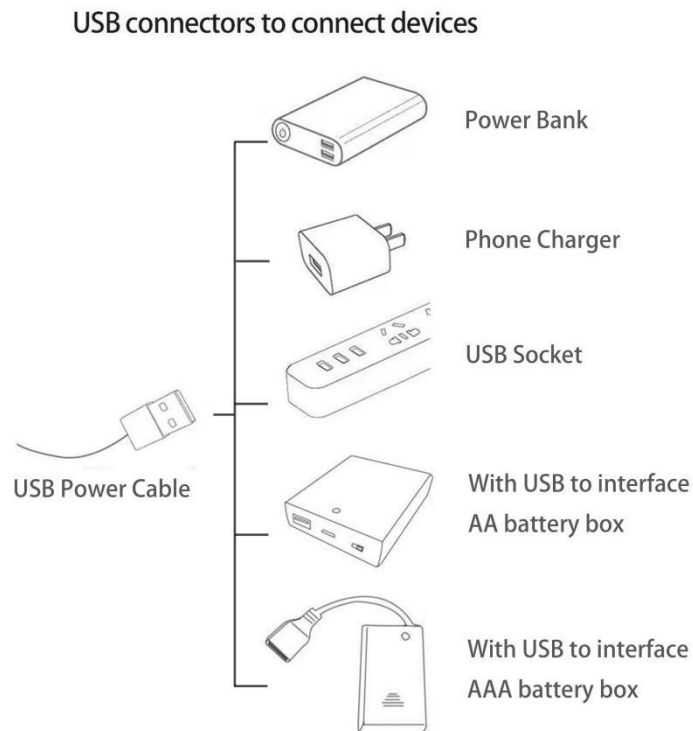 USB connectors to connect devices
Power Bank
Phone Charger
USB Socket
USB Power Cable
With USB to interface
AA battery box
With USB to interface
AAA battery box